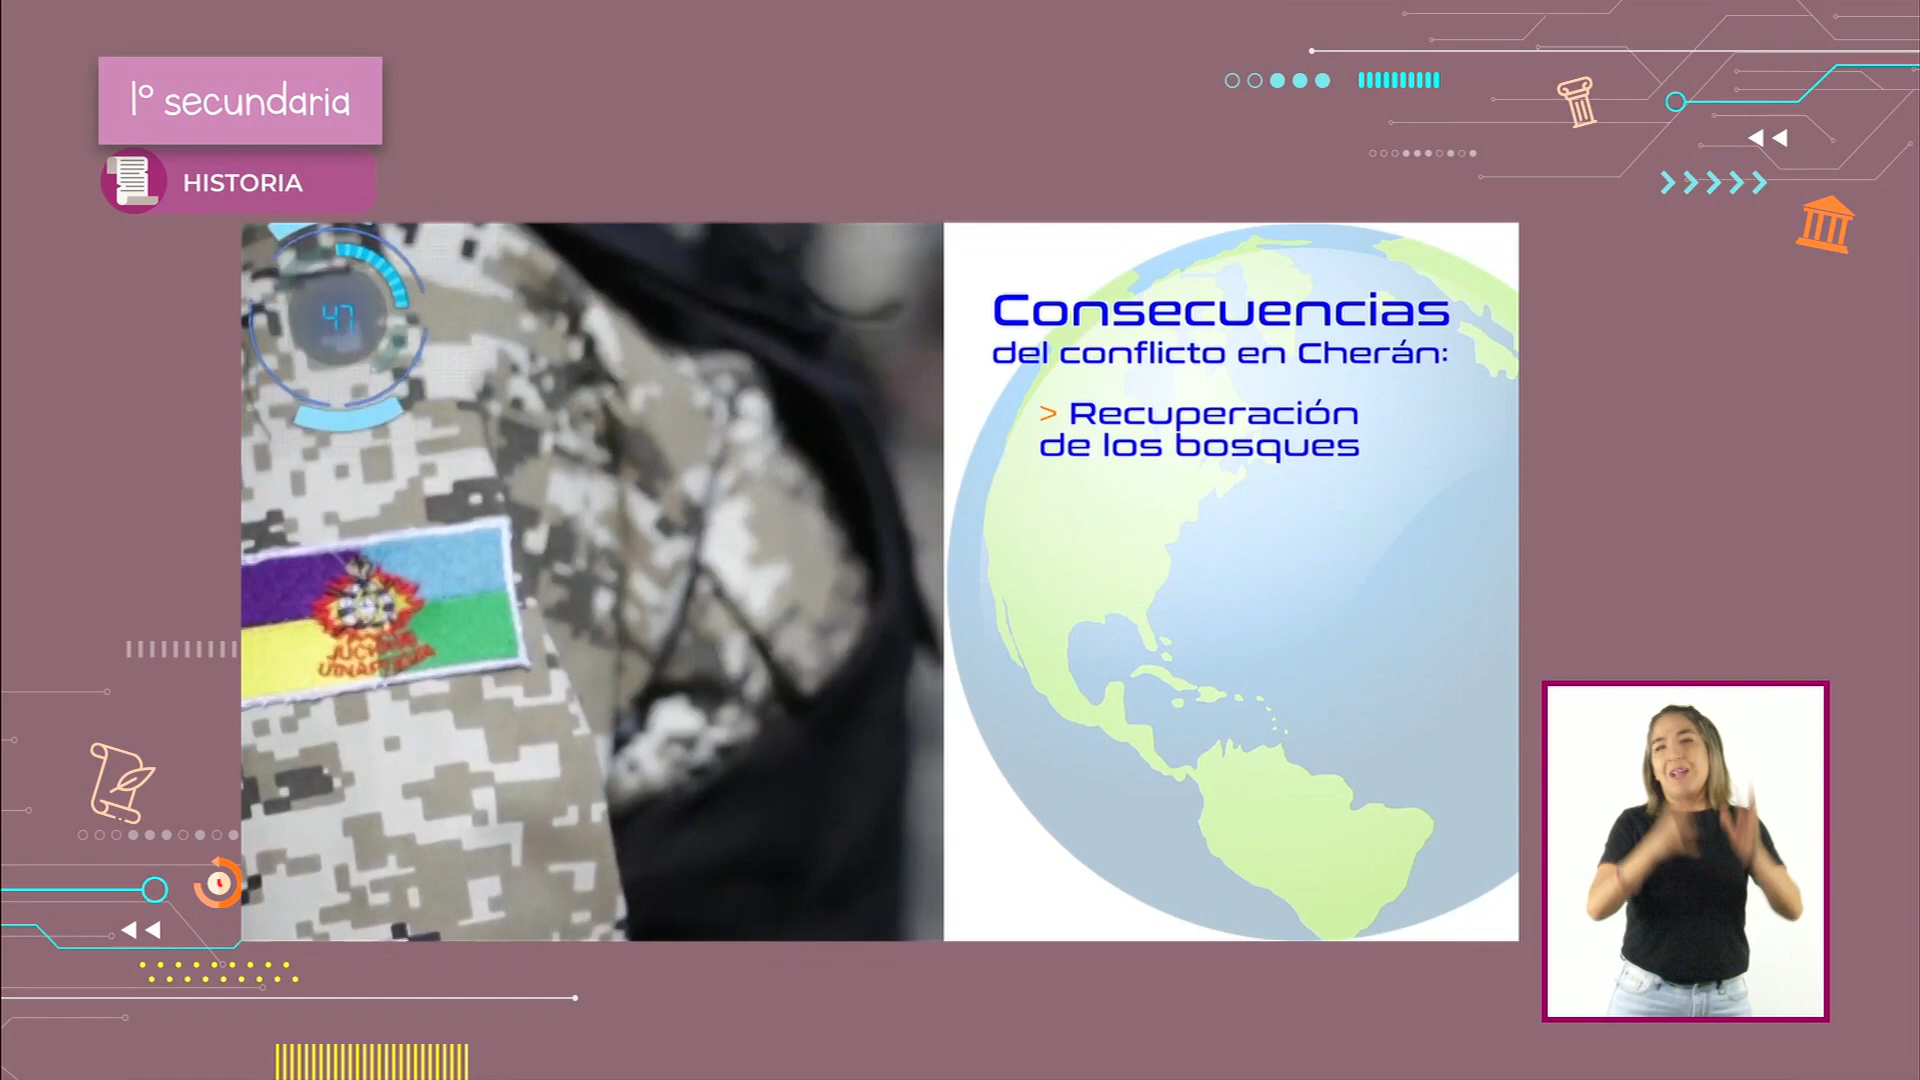 1° secundaria
HISTORIA
47
Consecuencias
del conflicto en Cherán:
> Recuperación
de los bosques